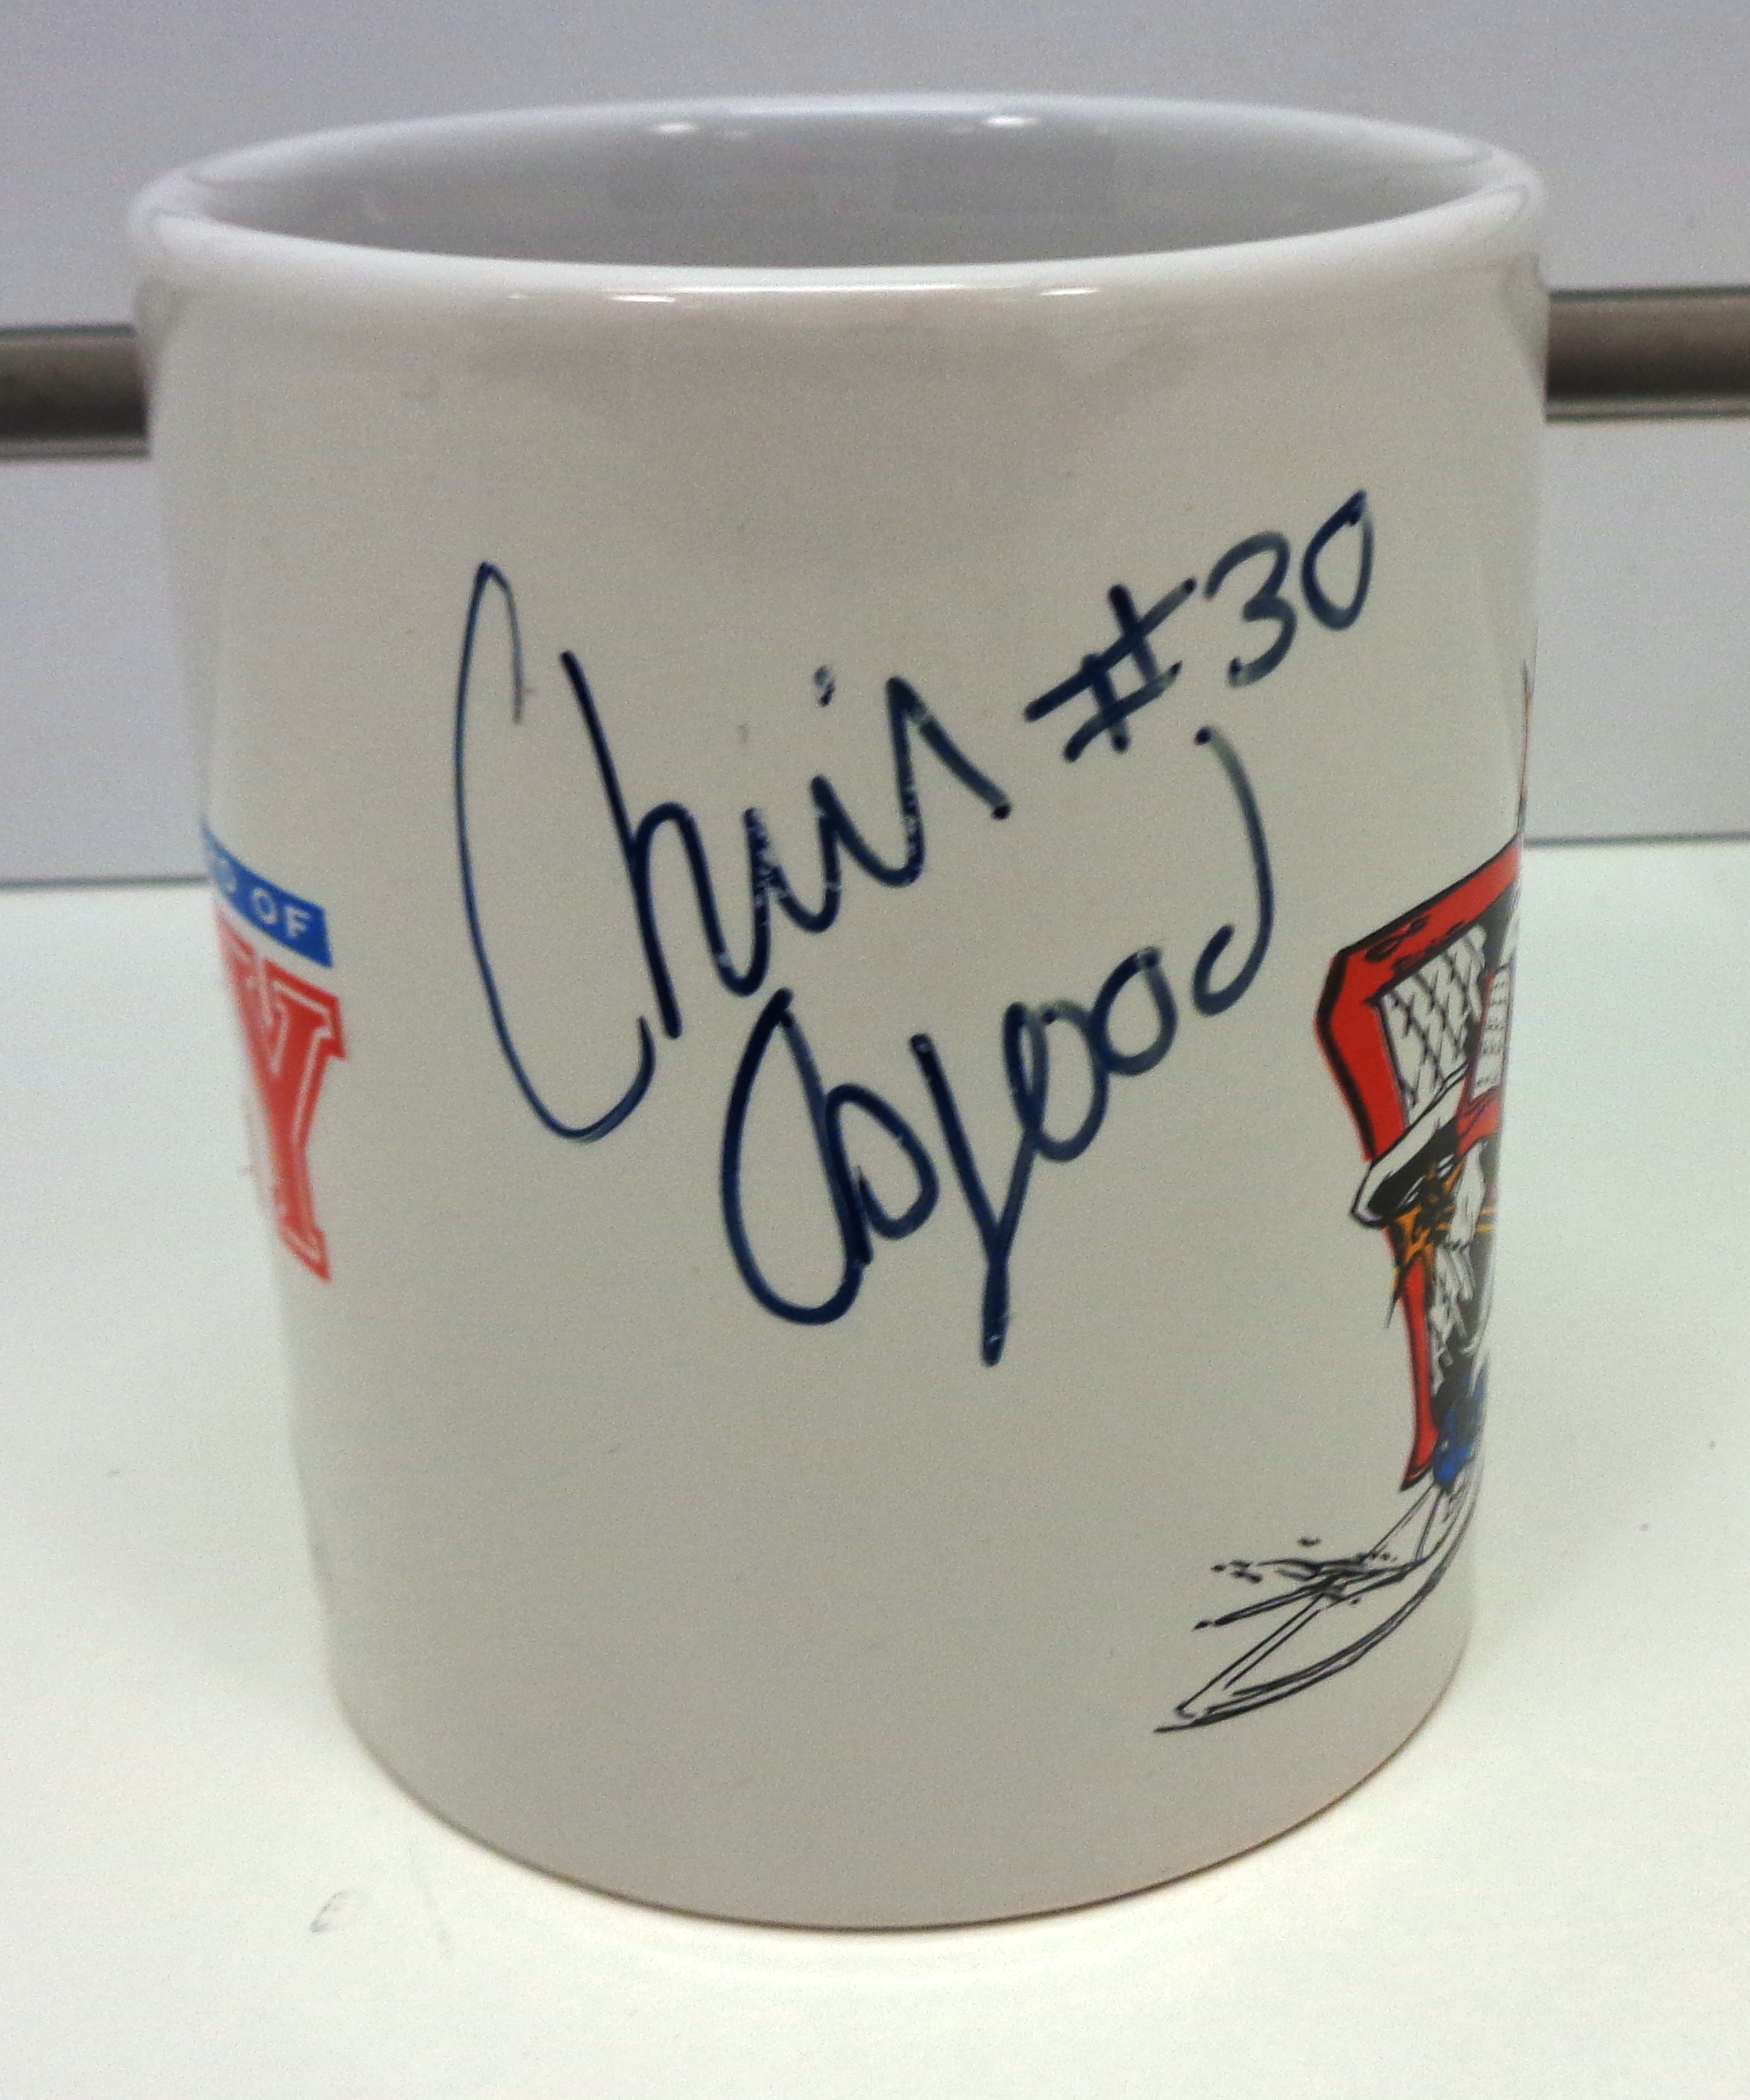 OF
Y
Chris #30
Osgood